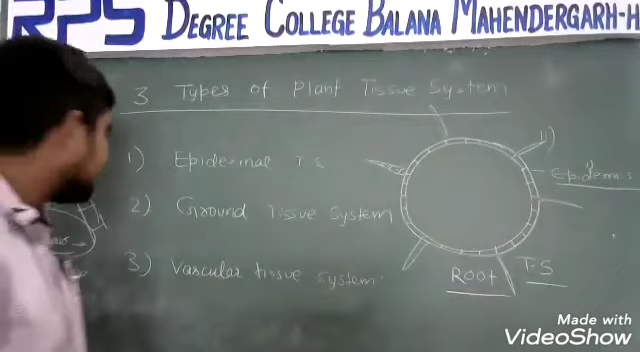 RPS DEGREE COLLEGE BALANA MAHENDERGARH-H
3 Types of Plant Tissue System
1) Epidermal T S
2) Ground Tissue System
3) Vascular tissue system
1)
Epidermis
Root T-S
Made with
VideoShow